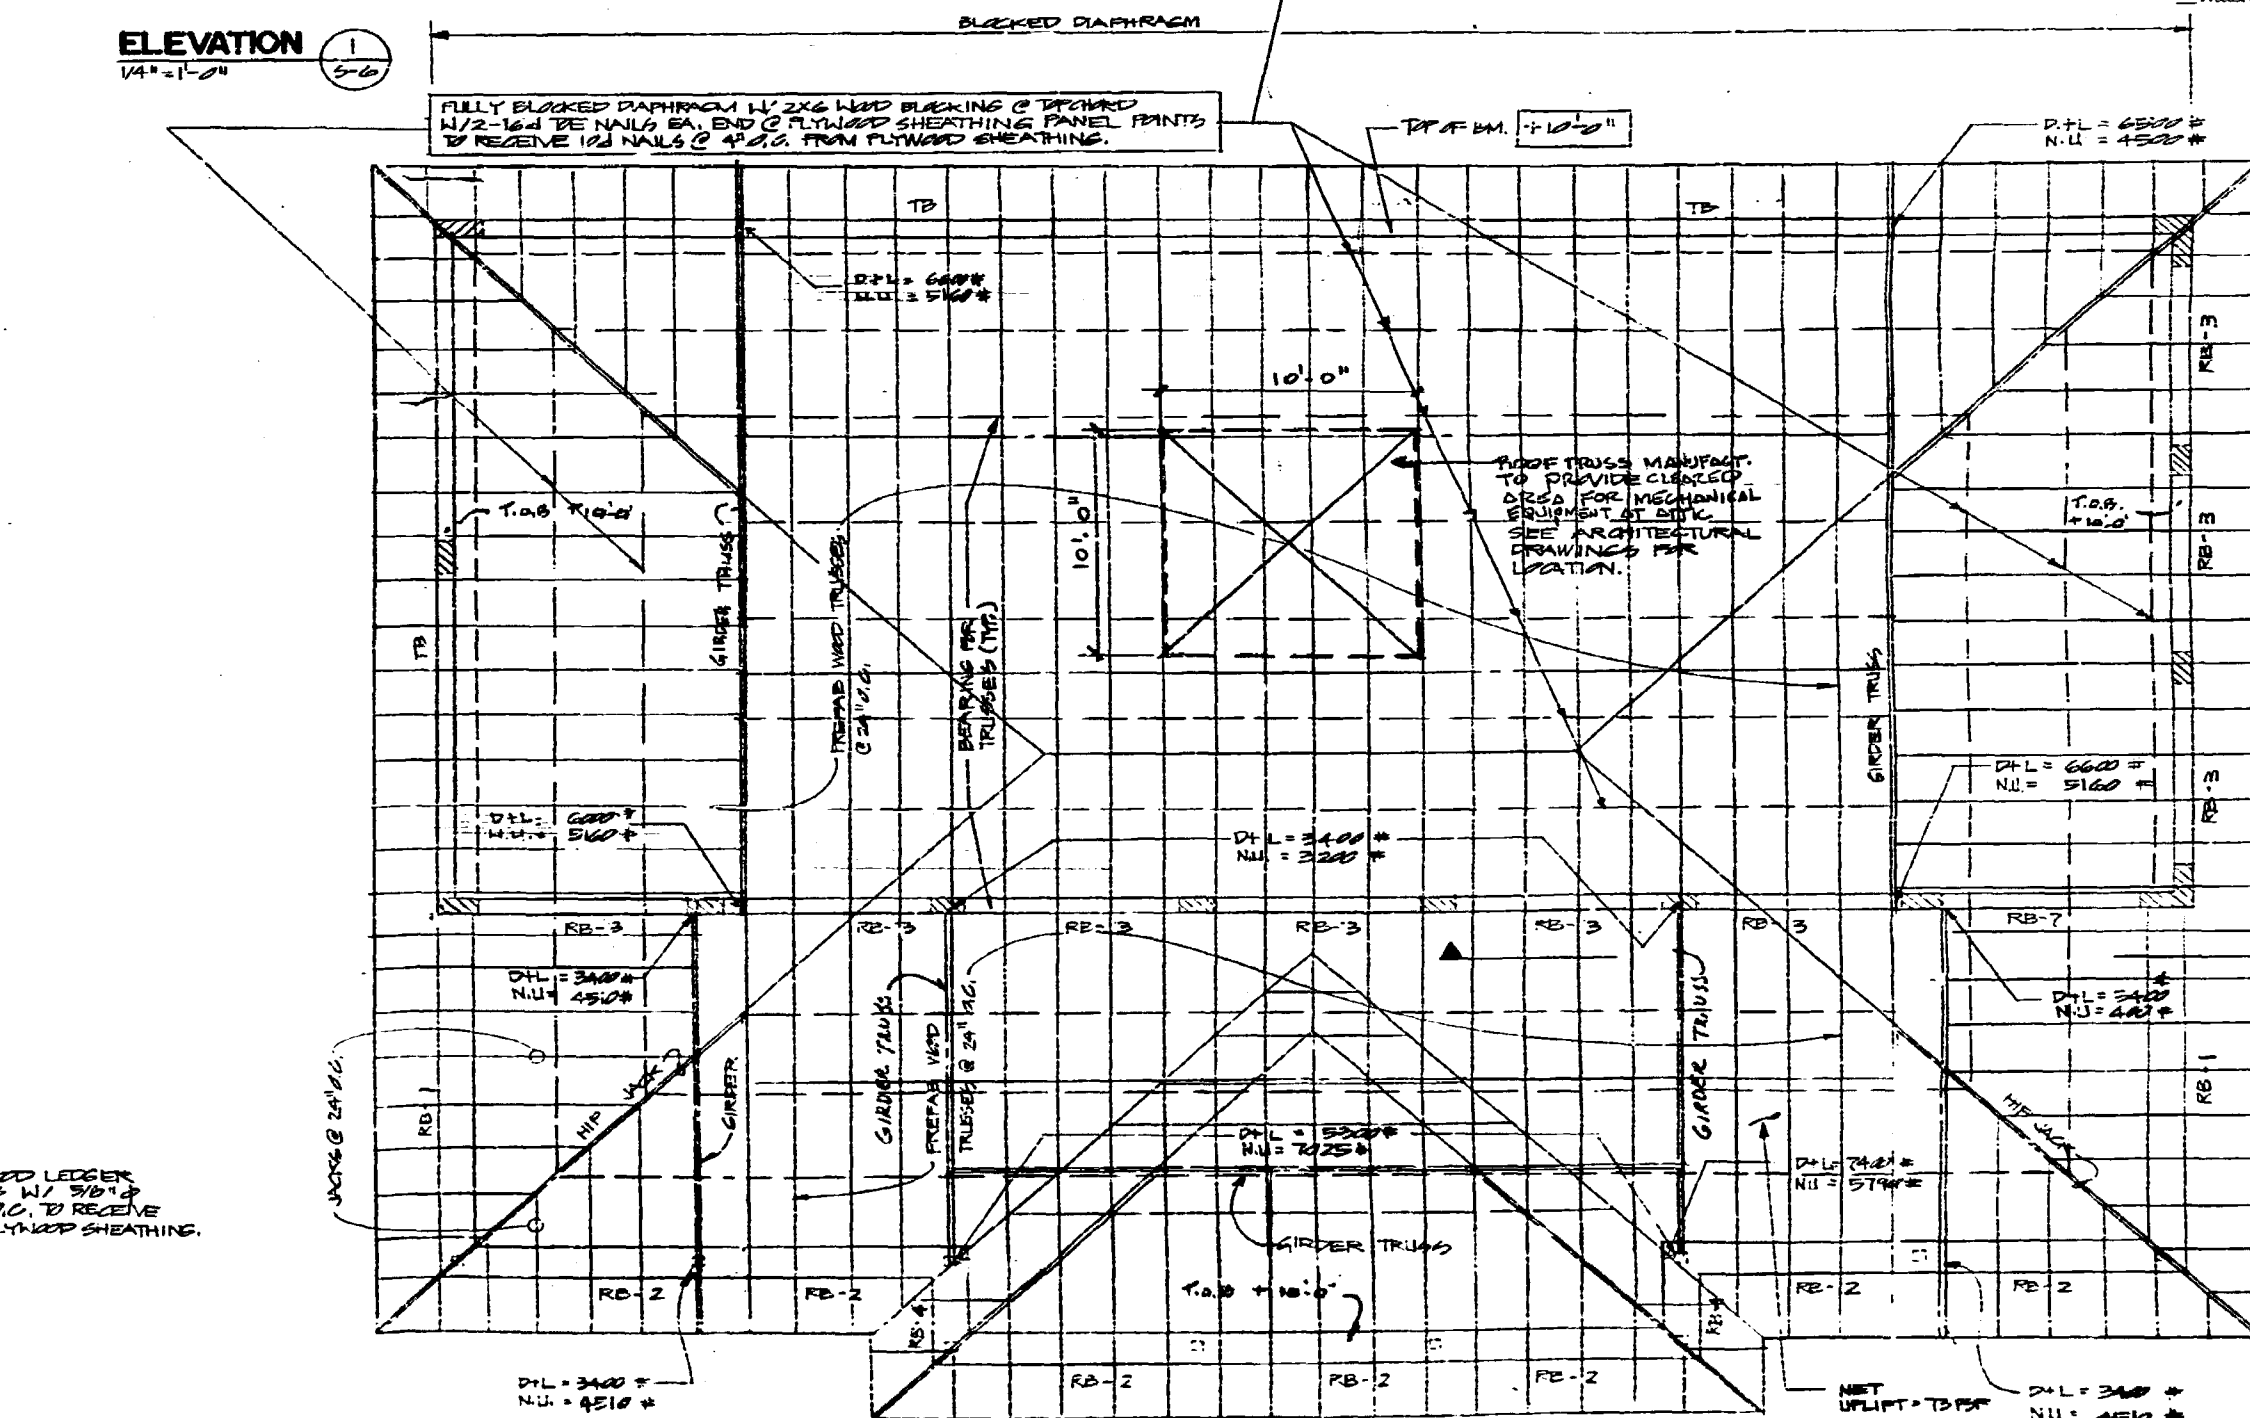 BLOCKED DIAPHRAGM
ELEVATION
1/4" = 1'-0"
1
S-6
FULLY BLOCKED DIAPHRAGM W/ 2X6 WOOD BLOCKING @ TOP CHORD
W/2-16d TOE NAILS EA. END @ PLYWOOD SHEATHING PANEL POINTS
TO RECEIVE 10d NAILS @ 4" O.C. FROM PLYWOOD SHEATHING.
TOP OF BM. +10'-0"
D+L = 6500 #
N.U. = 4500 #
TB
TB
D+L = 6600 #
N.U. = 5160 #
RB-3
10'-0"
10'-0"
ROOF TRUSS MANUFACT.
TO PROVIDE CLEARED
AREA FOR MECHANICAL
EQUIPMENT AT ATTIC.
SEE ARCHITECTURAL
DRAWINGS FOR
LOCATION.
T.O.B. +10'-0"
T.O.B.
+10'-0"
RB-3
GIRDER TRUSS
PREFAB WOOD TRUSSES
@ 24" O.C.
BEARING FOR
TRUSSES (TYP.)
TB
GIRDER TRUSS
D+L = 6600 #
N.U. = 5160 #
RB-3
D+L = 6000 #
N.U. = 5160 #
D+L = 3400 #
N.U. = 3200 #
RB-3
RB-3
RB-3
RB-3
RB-3
RB-3
RB-7
D+L = 3400 #
N.U. = 4510 #
D+L = 3400 #
N.U. =
JACKS @ 24" O.C.
RB-1
HIP JACK
GIRDER
GIRDER TRUSS
PREFAB WOOD
TRUSSES @ 24" O.C.
GIRDER TRUSS
HIP JACK
RB-1
D+L = 5300 #
N.U. = 7025 #
D+L = 7400 #
N.U. = 5790 #
OD LEDGER
W/ 5/8" Ø
O.C. TO RECEIVE
PLYWOOD SHEATHING.
GIRDER TRUSS
T.O.B. +10'-0"
RB-2
RB-2
RB-4
RB-4
RB-2
RB-2
RB-2
RB-2
RB-2
D+L = 3400 #
N.U. = 4510 #
NET
UPLIFT = 73 PSF
D+L = 3400 #
N.U. = 4510 #